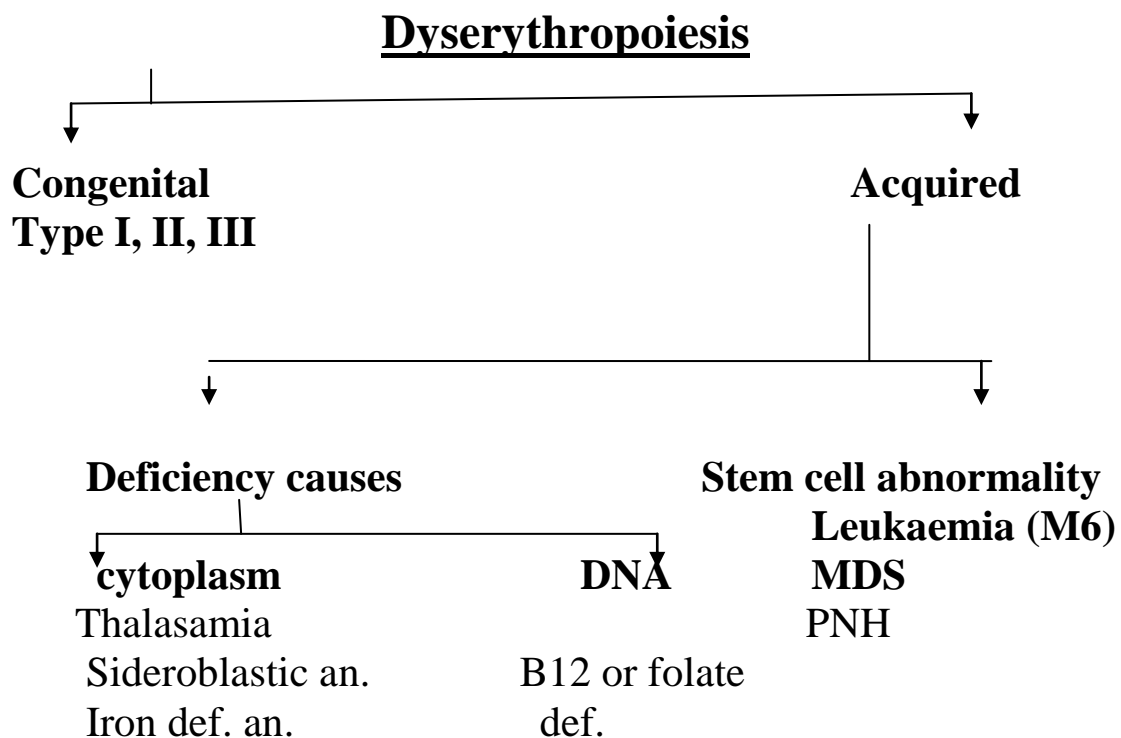 Dyserythropoiesis
Congenital
Type I, II, III
Acquired
Deficiency causes
cytoplasm
Thalasamia
Sideroblastic an.
Iron def. an.
DNA
B12 or folate
def.
Stem cell abnormality
Leukaemia (M6)
MDS
PNH